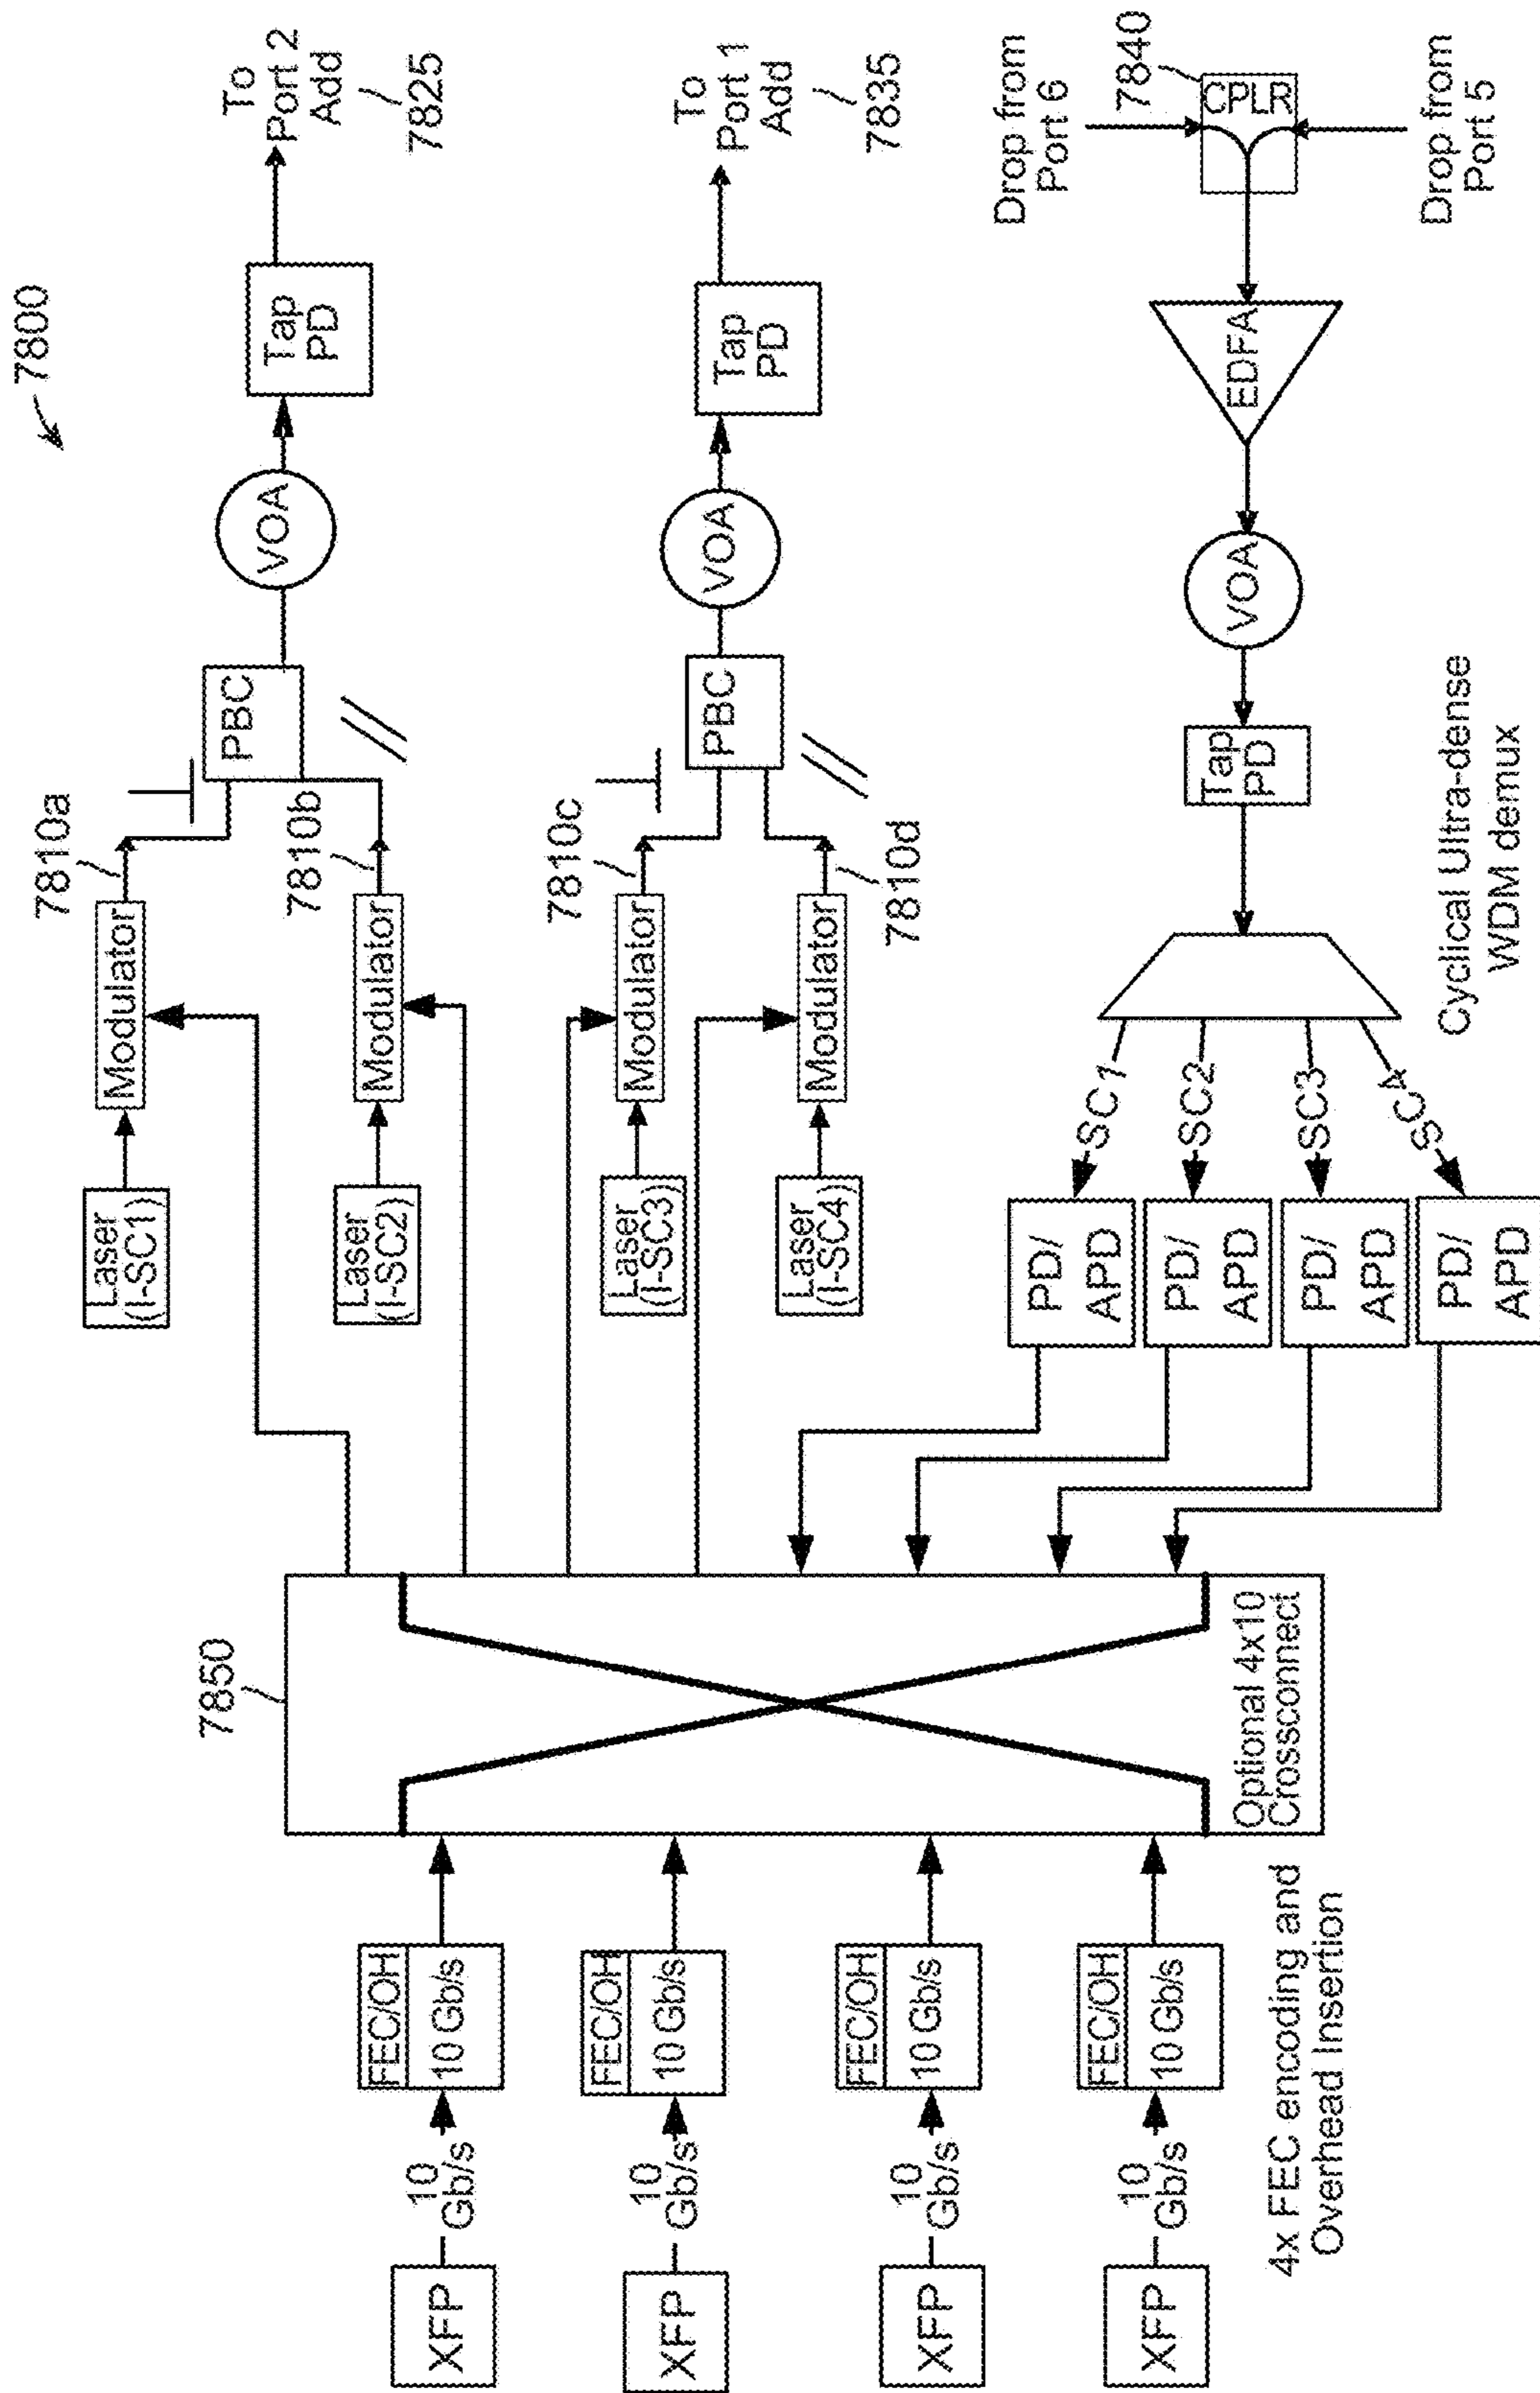 7800
Laser
(I-SC1)
Modulator
7810a
PBC
VOA
Tap
PD
To
Port 2
Add
7825
Laser
(I-SC2)
Modulator
7810b
Laser
(I-SC3)
Modulator
7810c
PBC
VOA
Tap
PD
To
Port 1
Add
7835
Laser
(I-SC4)
Modulator
7810d
7850
Optional 4x10
Crossconnect
XFP
10
Gb/s
FEC/OH
10 Gb/s
XFP
10
Gb/s
FEC/OH
10 Gb/s
XFP
10
Gb/s
FEC/OH
10 Gb/s
XFP
10
Gb/s
FEC/OH
10 Gb/s
4x FEC encoding and
Overhead Insertion
PD/
APD
SC1
PD/
APD
SC2
PD/
APD
SC3
PD/
APD
SC4
Cyclical Ultra-dense
WDM demux
Tap
PD
VOA
EDFA
Drop from
Port 6
7840
CPLR
Drop from
Port 5